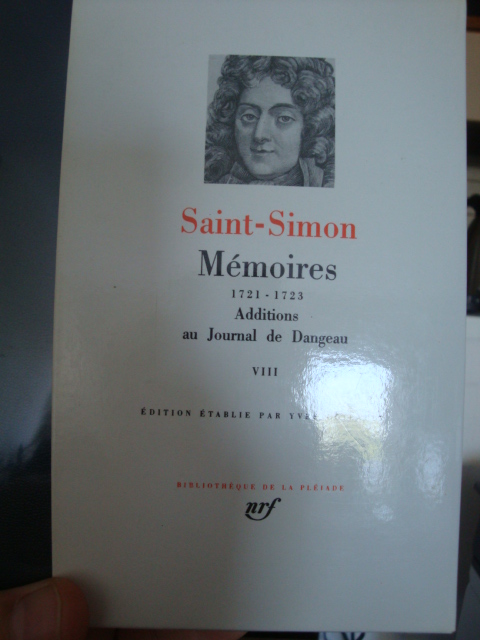 Saint-Simon
Mémoires
1721 - 1723
Additions
au Journal de Dangeau
VIII
ÉDITION ÉTABLIE PAR
BIBLIOTHÈQUE DE LA PLÉIADE
nrf